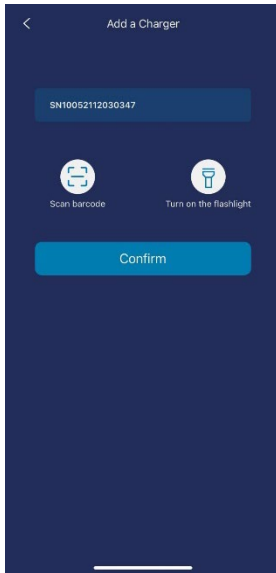 Add a Charger
SN10052112030347
Scan barcode
Turn on the flashlight
Confirm